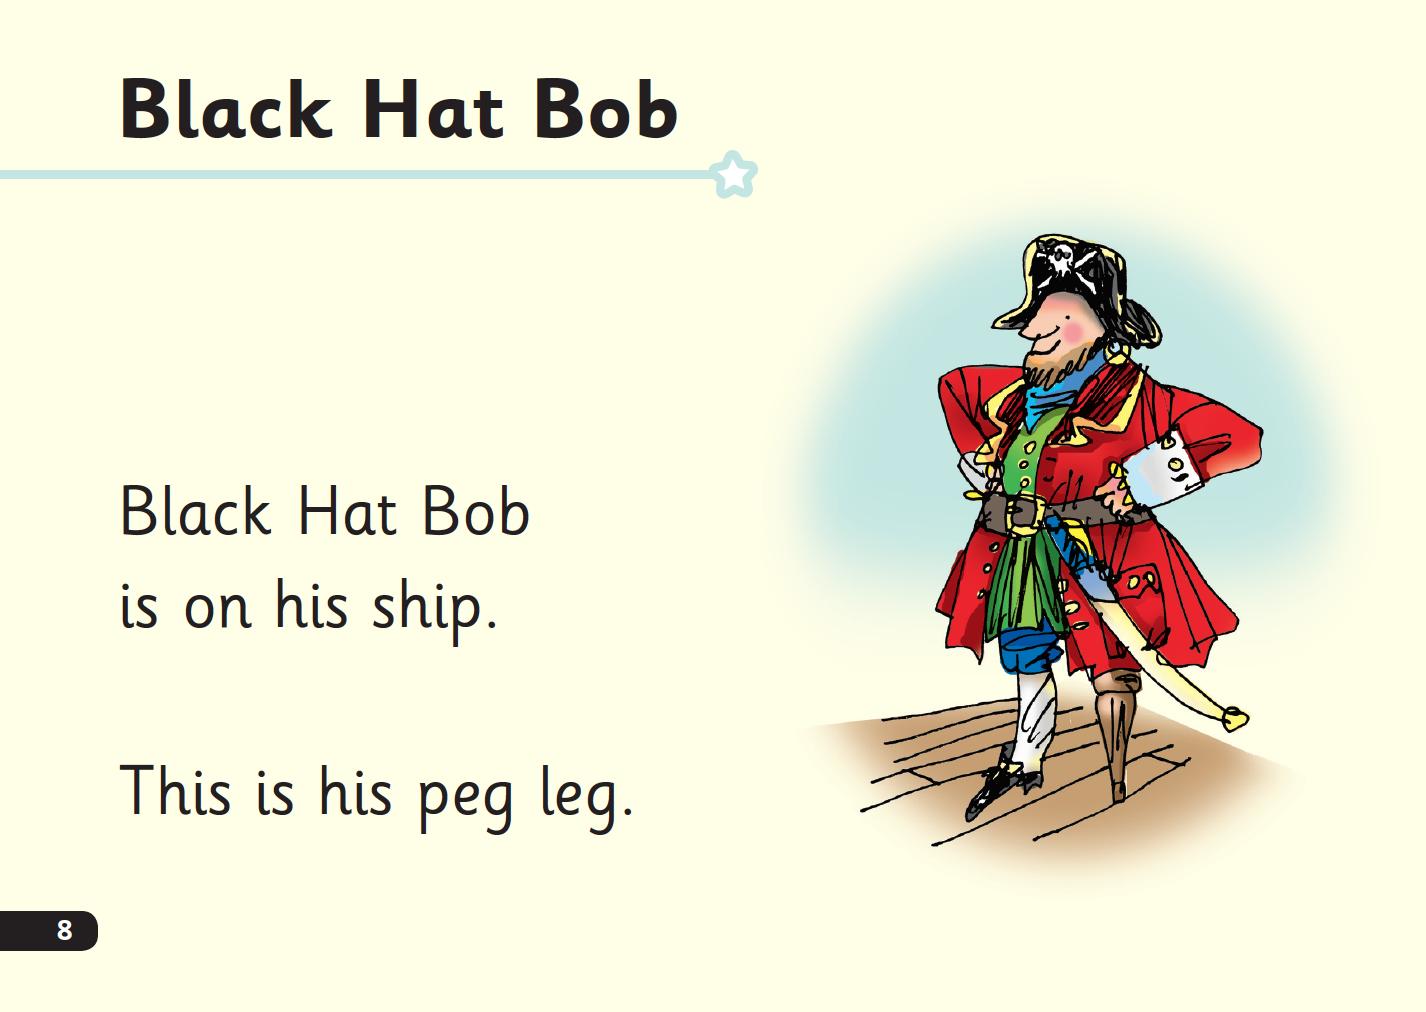 Black Hat Bob
Black Hat Bob
is on his ship.
This is his peg leg.
8